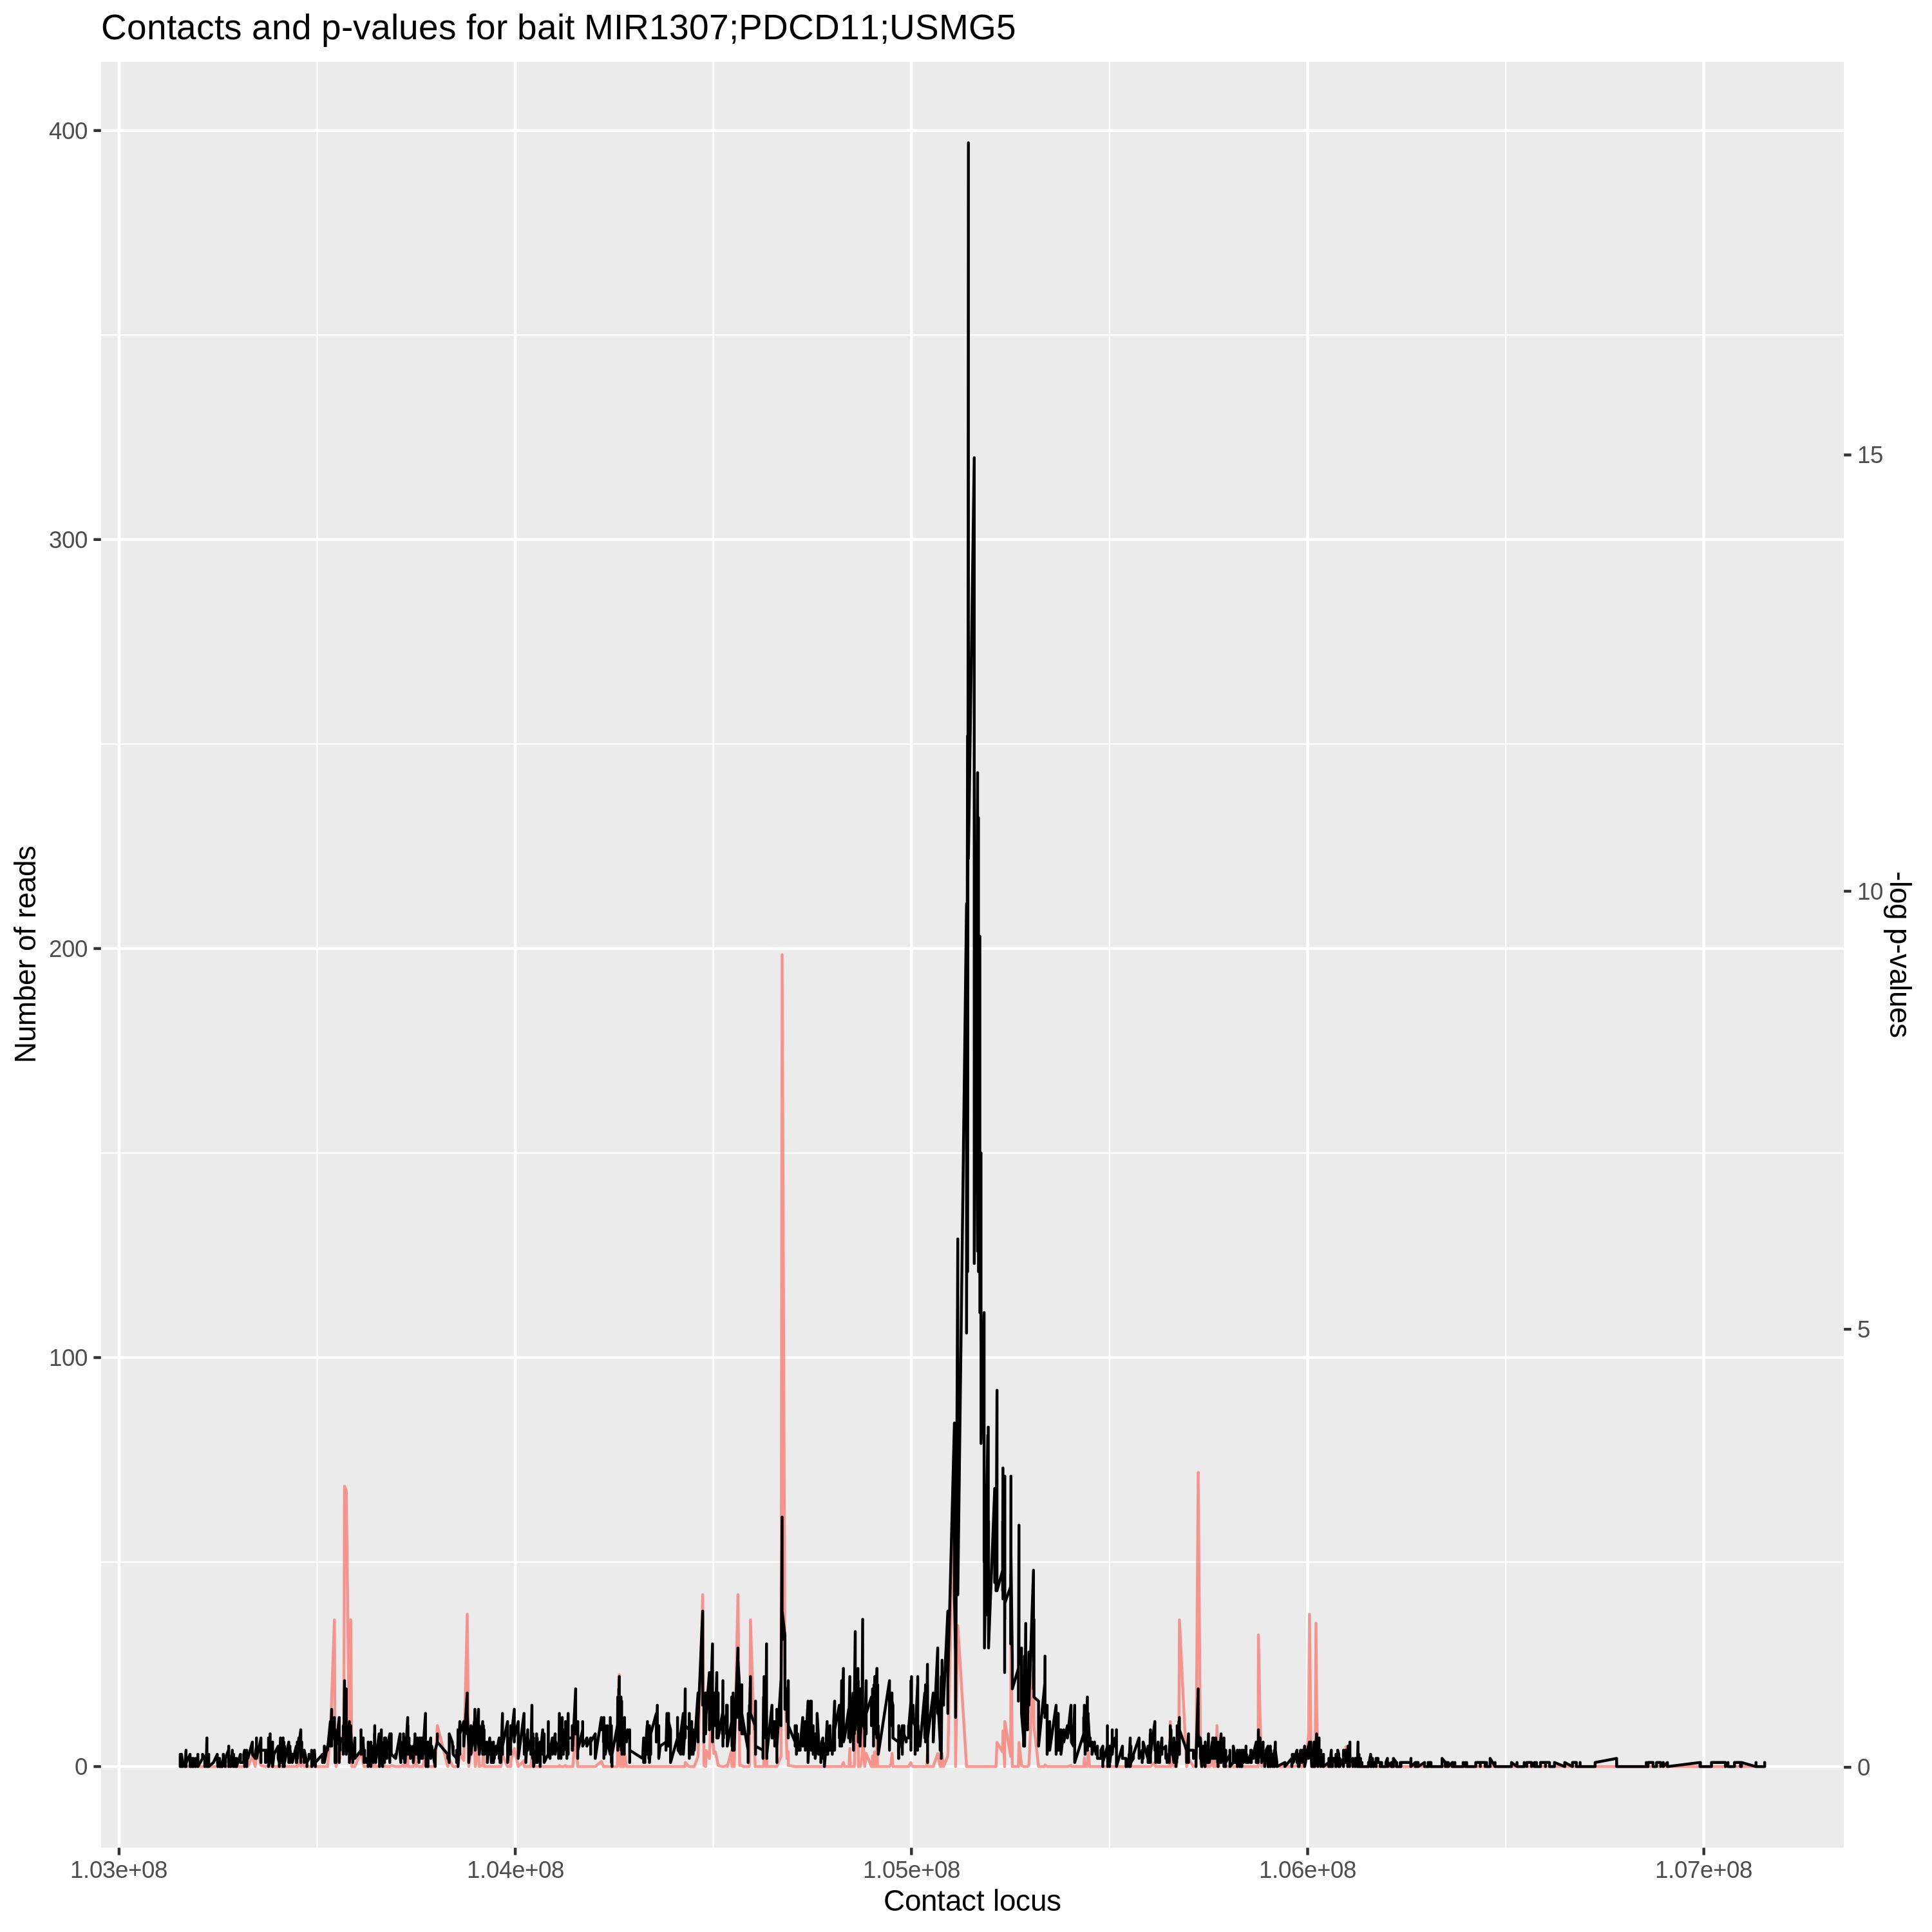 Contacts and p-values for bait MIR1307;PDCD11;USMG5
400
300
200
100
0
Number of reads
15
10
5
0
-log p-values
1.03e+08
1.04e+08
1.05e+08
1.06e+08
1.07e+08
Contact locus